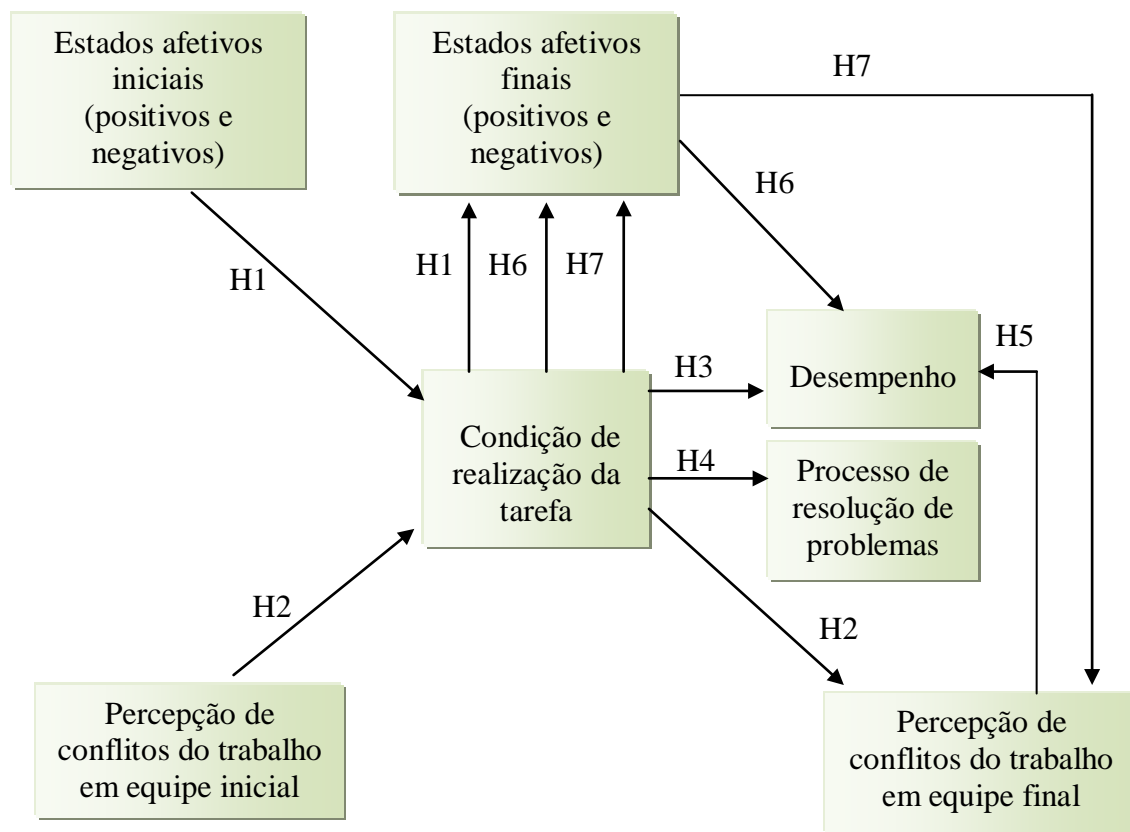 Estados afetivos
iniciais
(positivos e
negativos)
Estados afetivos
finais
(positivos e
negativos)
H7
H6
H1
H1
H6
H7
H3
H5
Desempenho
Condição de
realização da
tarefa
H4
Processo de
resolução de
problemas
H2
H2
Percepção de
conflitos do trabalho
em equipe inicial
Percepção de
conflitos do trabalho
em equipe final